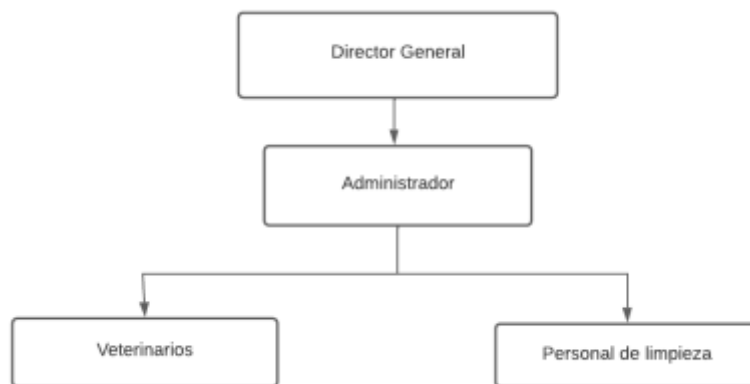 Director General
Administrador
Veterinarios
Personal de limpieza